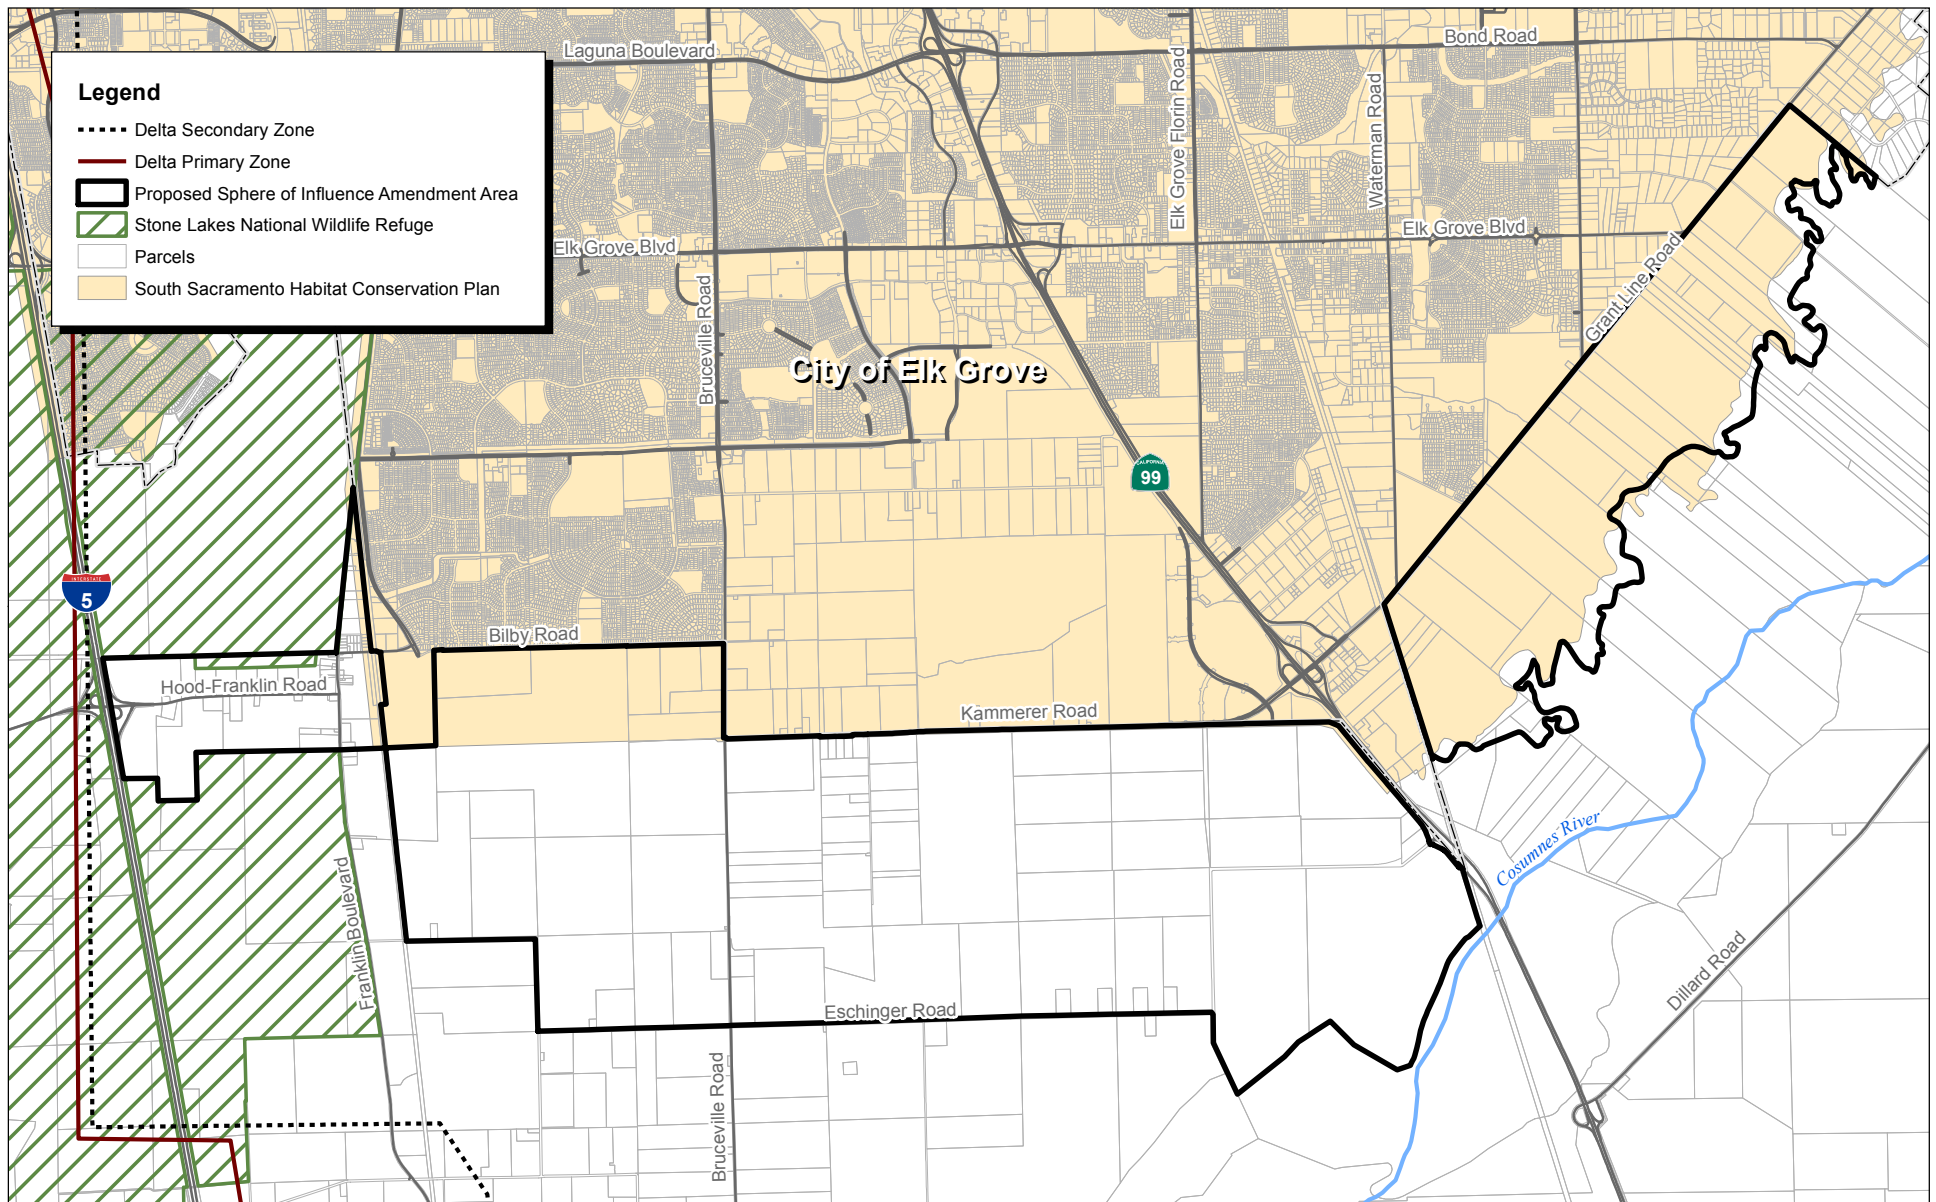 Legend
Delta Secondary Zone
Delta Primary Zone
Proposed Sphere of Influence Amendment Area
Stone Lakes National Wildlife Refuge
Parcels
South Sacramento Habitat Conservation Plan
Laguna Boulevard
Bond Road
Elk Grove Florin Road
Waterman Road
Elk Grove Blvd
Elk Grove Blvd
Grant Line Road
Bruceville Road
City of Elk Grove
CALIFORNIA
99
INTERSTATE
5
Bilby Road
Hood-Franklin Road
Kammerer Road
Cosumnes River
Franklin Boulevard
Dillard Road
Eschinger Road
Bruceville Road